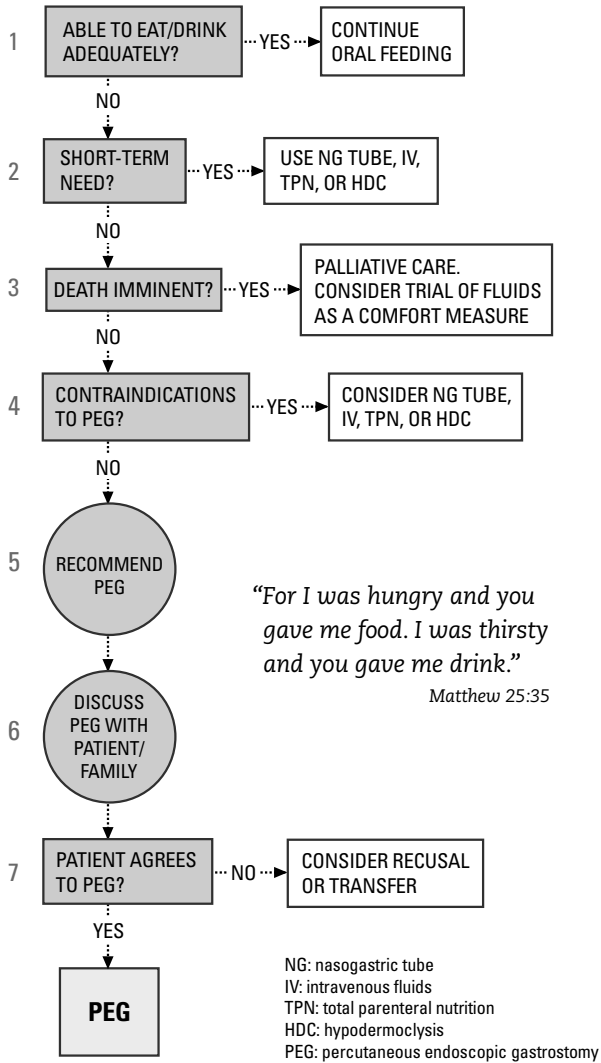 1
ABLE TO EAT/DRINK
ADEQUATELY?
YES
CONTINUE
ORAL FEEDING
NO
2
SHORT-TERM
NEED?
YES
USE NG TUBE, IV,
TPN, OR HDC
NO
3
DEATH IMMINENT?
YES
PALLIATIVE CARE.
CONSIDER TRIAL OF FLUIDS
AS A COMFORT MEASURE
NO
4
CONTRAINDICATIONS
TO PEG?
YES
CONSIDER NG TUBE,
IV, TPN, OR HDC
NO
5
RECOMMEND
PEG
“For I was hungry and you
gave me food. I was thirsty
and you gave me drink.”
Matthew 25:35
6
DISCUSS
PEG WITH
PATIENT/
FAMILY
7
PATIENT AGREES
TO PEG?
NO
CONSIDER RECUSAL
OR TRANSFER
YES
PEG
NG: nasogastric tube
IV: intravenous fluids
TPN: total parenteral nutrition
HDC: hypodermoclysis
PEG: percutaneous endoscopic gastrostomy